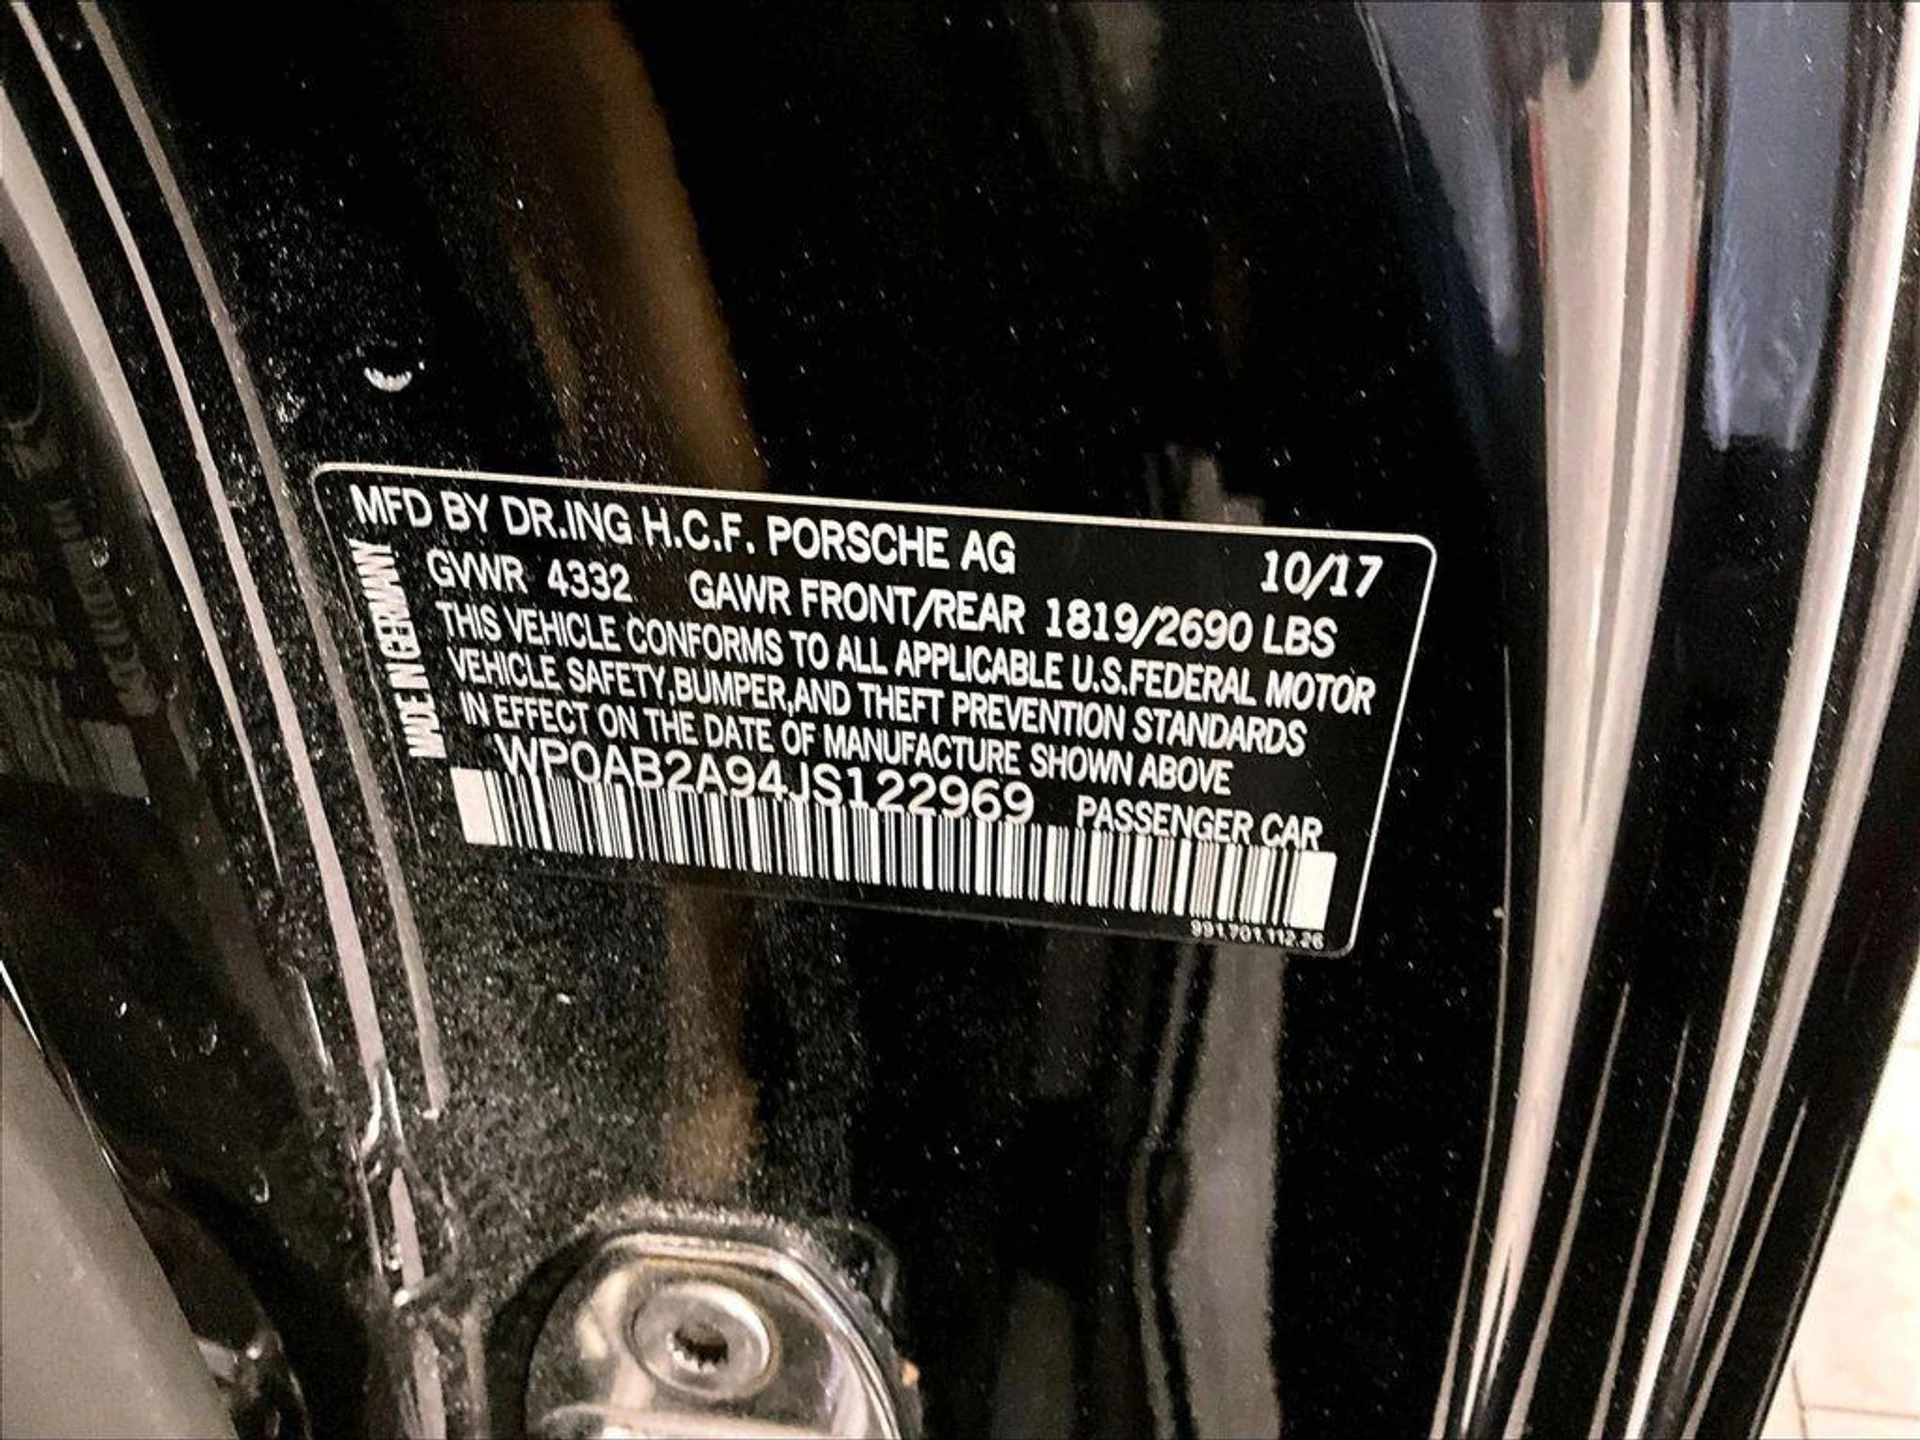 MFD BY DR.ING H.C.F. PORSCHE AG 10/17
GVWR 4332 GAWR FRONT/REAR 1819/2690 LBS
THIS VEHICLE CONFORMS TO ALL APPLICABLE U.S.FEDERAL MOTOR
VEHICLE SAFETY,BUMPER,AND THEFT PREVENTION STANDARDS
IN EFFECT ON THE DATE OF MANUFACTURE SHOWN ABOVE
WP0AB2A94JS122969 PASSENGER CAR
991.701.112.26
MADE IN GERMANY